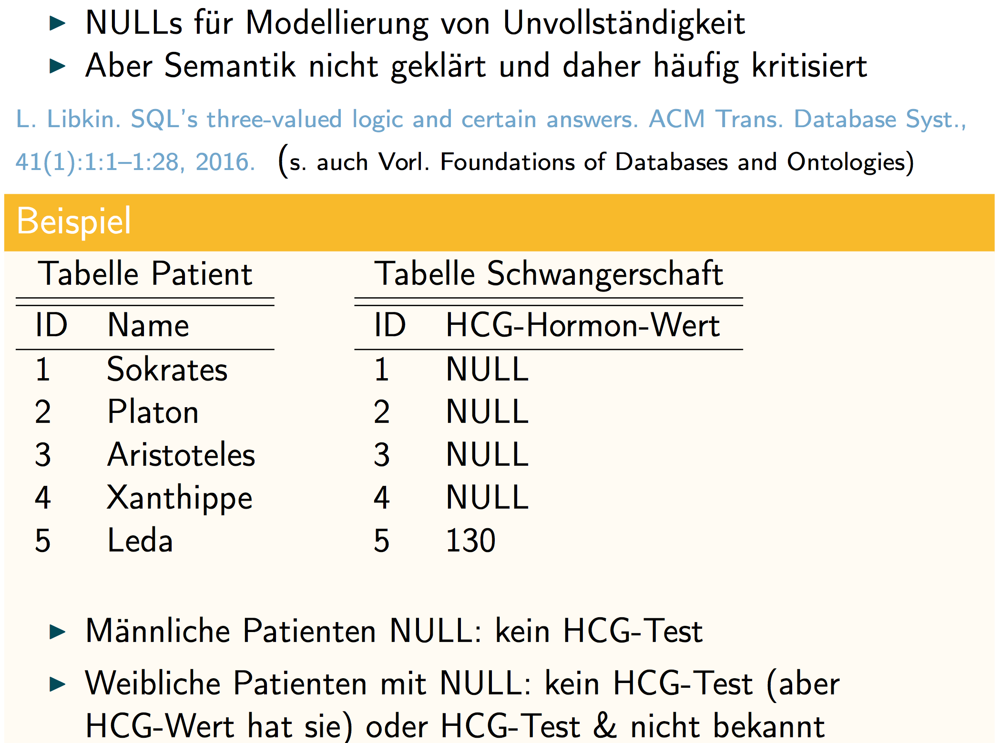 ▶ NULLs für Modellierung von Unvollständigkeit
▶ Aber Semantik nicht geklärt und daher häufig kritisiert
L. Libkin. SQL's three-valued logic and certain answers. ACM Trans. Database Syst.,
41(1):1:1–1:28, 2016. (s. auch Vorl. Foundations of Databases and Ontologies)
Beispiel
Tabelle Patient Tabelle Schwangerschaft
ID Name ID HCG-Hormon-Wert
1 Sokrates 1 NULL
2 Platon 2 NULL
3 Aristoteles 3 NULL
4 Xanthippe 4 NULL
5 Leda 5 130
▶ Männliche Patienten NULL: kein HCG-Test
▶ Weibliche Patienten mit NULL: kein HCG-Test (aber
HCG-Wert hat sie) oder HCG-Test & nicht bekannt